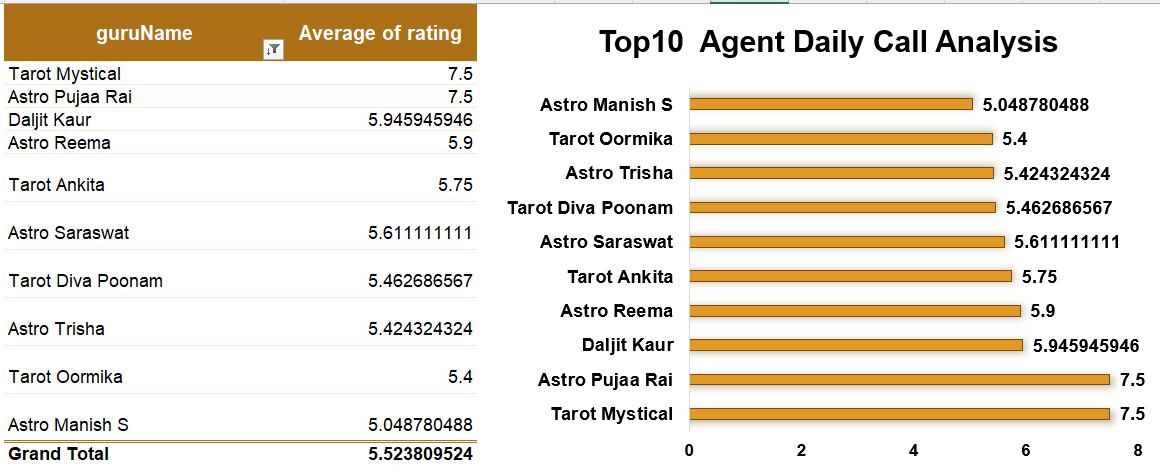 guruName Average of rating
Tarot Mystical 7.5
Astro Pujaa Rai 7.5
Daljit Kaur 5.945945946
Astro Reema 5.9
Tarot Ankita 5.75
Astro Saraswat 5.611111111
Tarot Diva Poonam 5.462686567
Astro Trisha 5.424324324
Tarot Oormika 5.4
Astro Manish S 5.048780488
Grand Total 5.523809524
Top10 Agent Daily Call Analysis
Astro Manish S 5.048780488
Tarot Oormika 5.4
Astro Trisha 5.424324324
Tarot Diva Poonam 5.462686567
Astro Saraswat 5.611111111
Tarot Ankita 5.75
Astro Reema 5.9
Daljit Kaur 5.945945946
Astro Pujaa Rai 7.5
Tarot Mystical 7.5
0 2 4 6 8